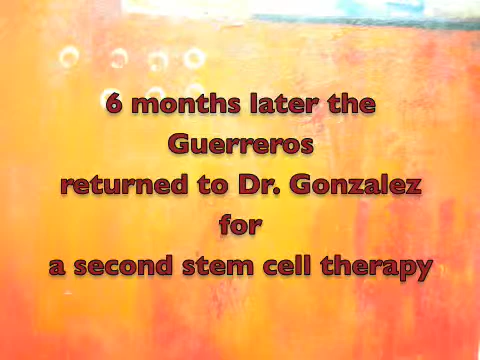 6 months later the
Guerreros
returned to Dr. Gonzalez
for
a second stem cell therapy